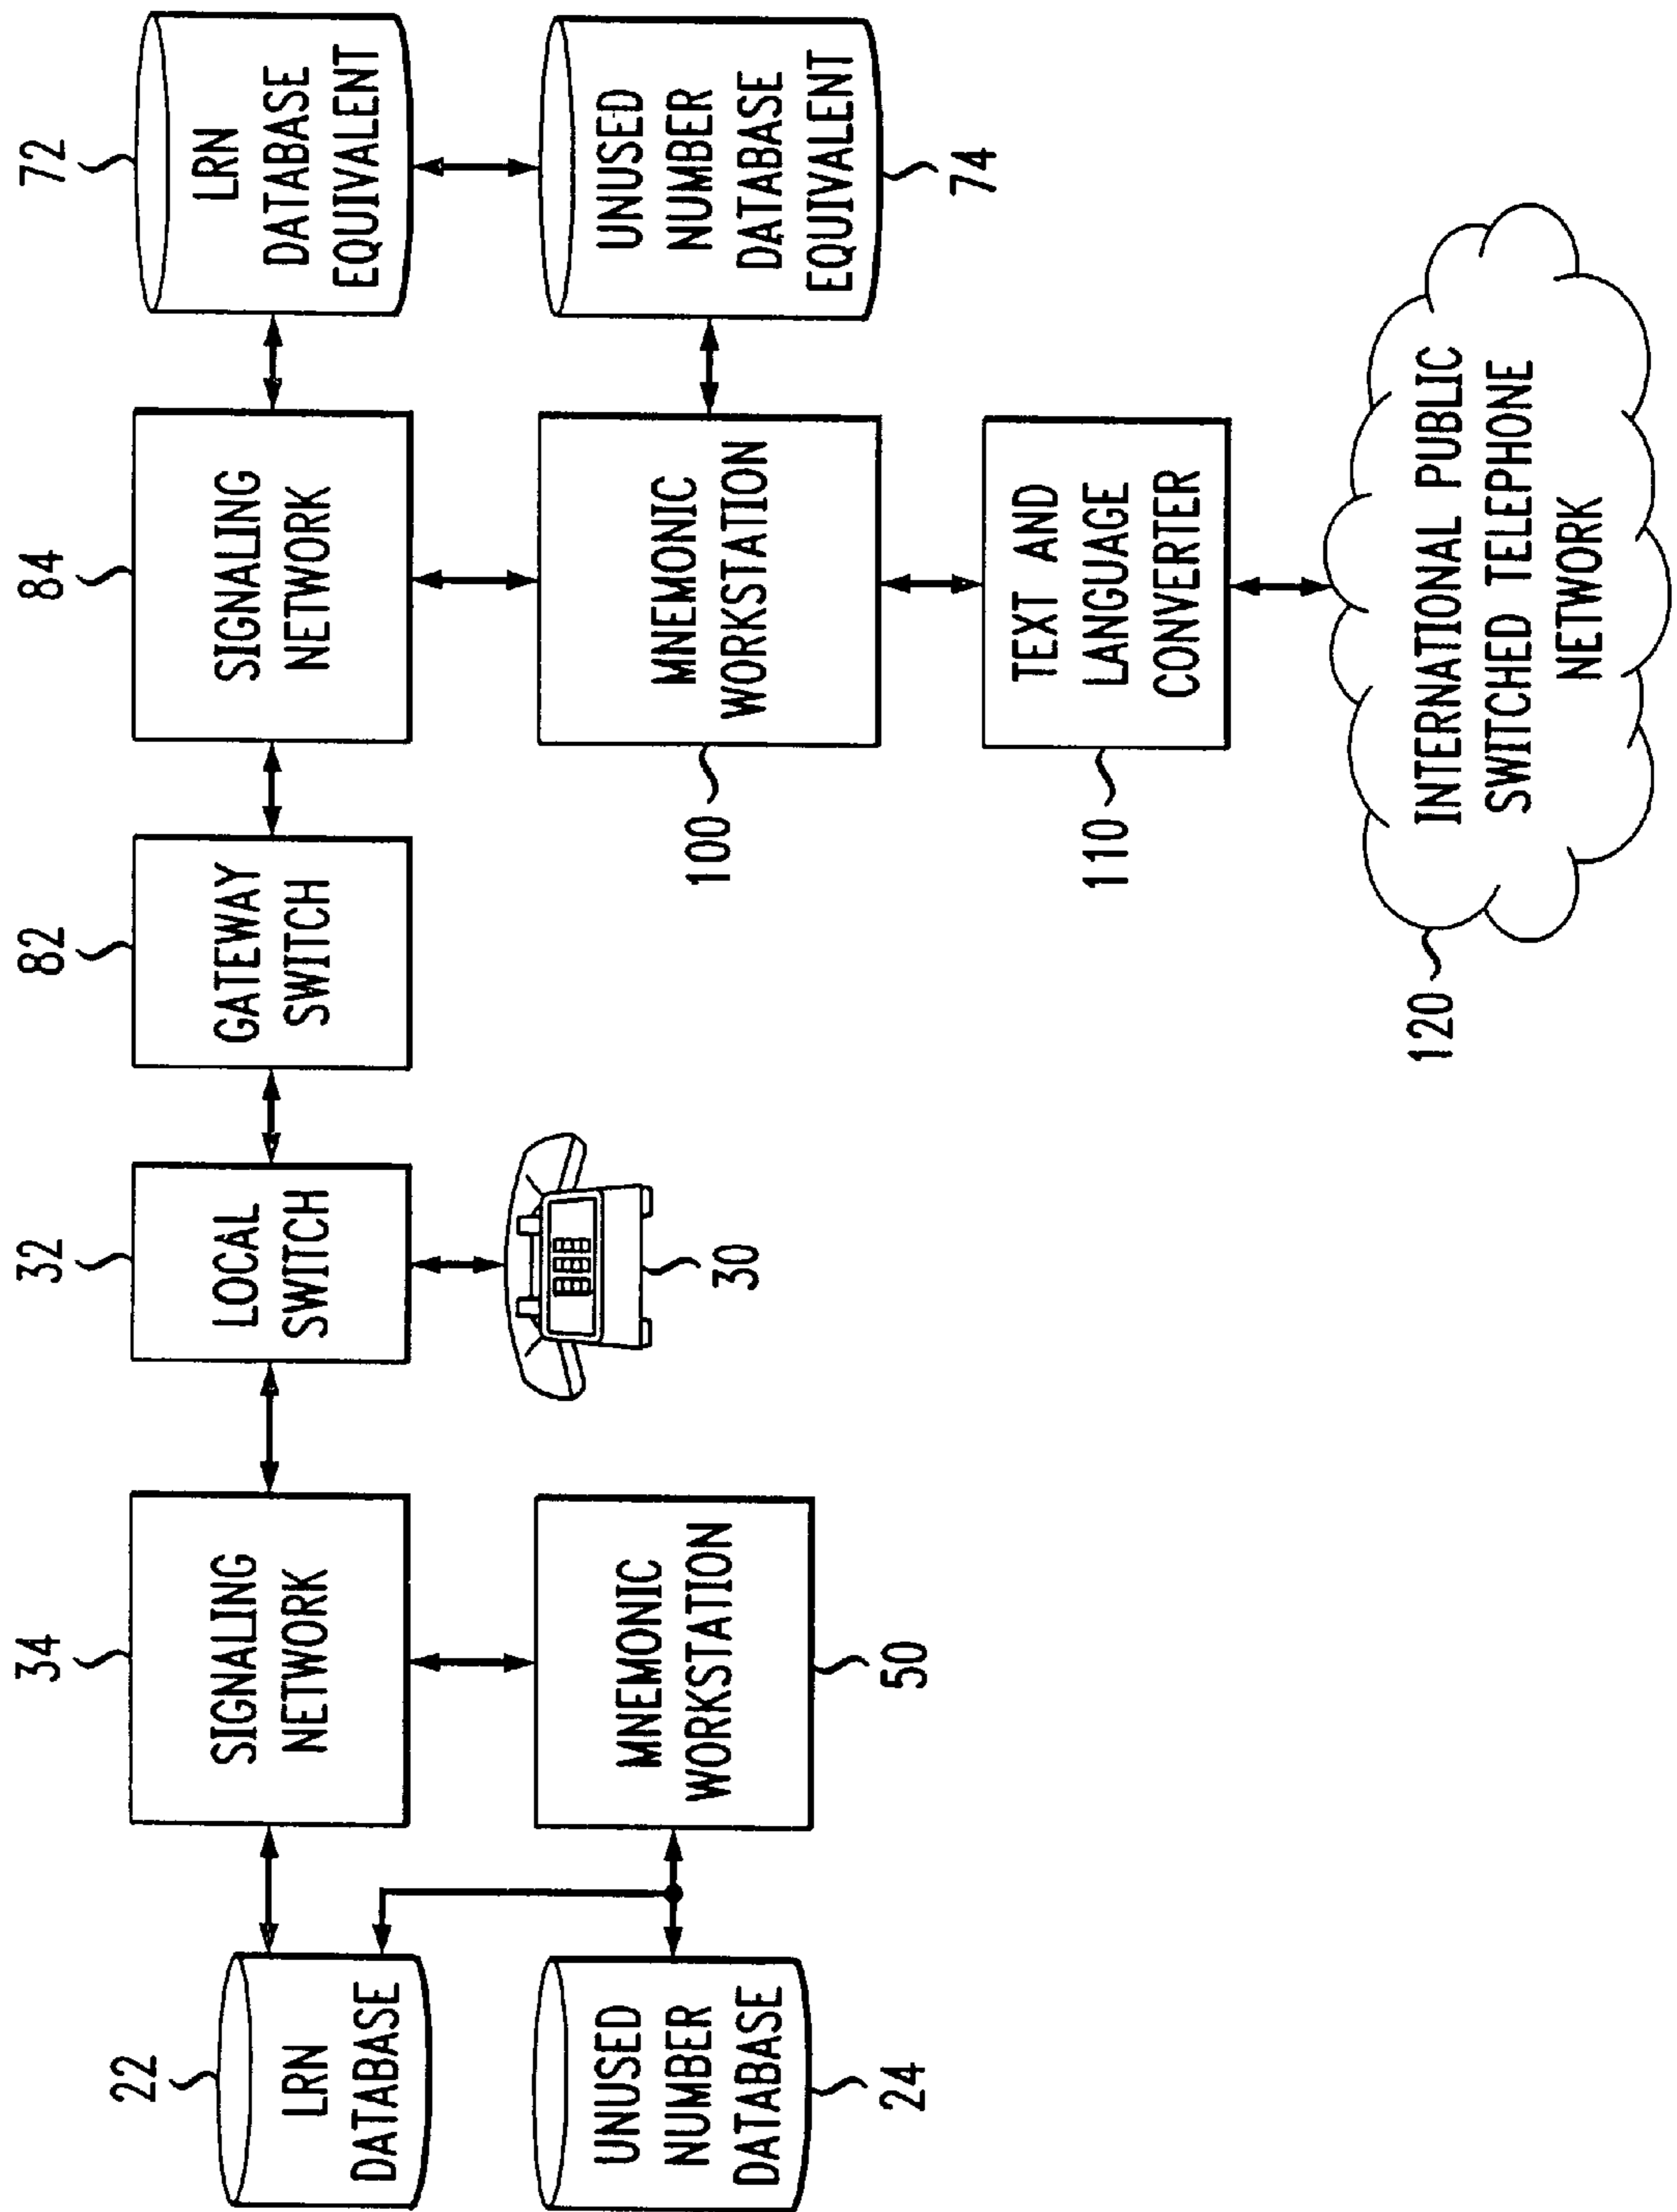 22
LRN
DATABASE
34
SIGNALING
NETWORK
32
LOCAL
SWITCH
82
GATEWAY
SWITCH
84
SIGNALING
NETWORK
72
LRN
DATABASE
EQUIVALENT
UNUSED
NUMBER
DATABASE
24
MNEMONIC
WORKSTATION
50
30
MNEMONIC
WORKSTATION
100
UNUSED
NUMBER
DATABASE
EQUIVALENT
74
TEXT AND
LANGUAGE
CONVERTER
110
INTERNATIONAL PUBLIC
SWITCHED TELEPHONE
NETWORK
120